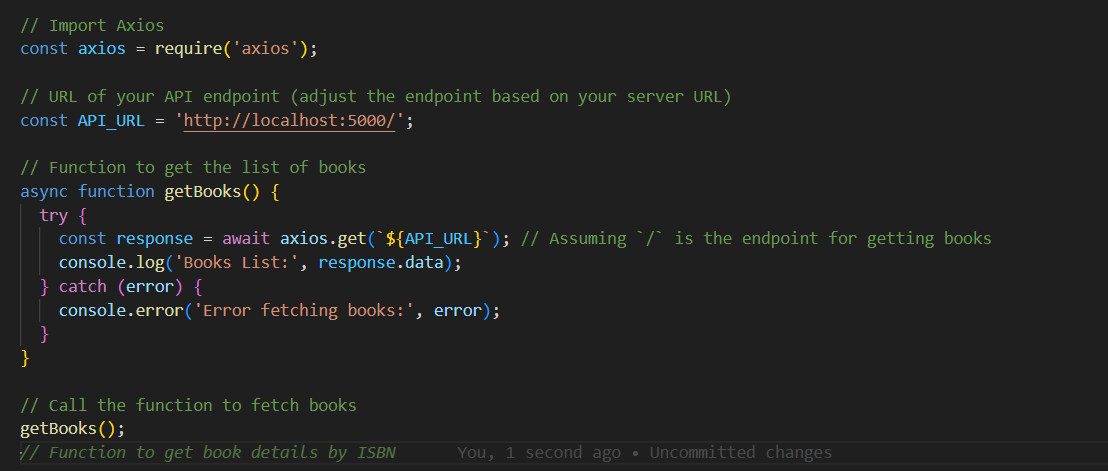 // Import Axios
const axios = require('axios');
// URL of your API endpoint (adjust the endpoint based on your server URL)
const API_URL = 'http://localhost:5000/';
// Function to get the list of books
async function getBooks() {
try {
const response = await axios.get(`${API_URL}`); // Assuming `/` is the endpoint for getting books
console.log('Books List:', response.data);
} catch (error) {
console.error('Error fetching books:', error);
}
}
// Call the function to fetch books
getBooks();
// Function to get book details by ISBN You, 1 second ago • Uncommitted changes